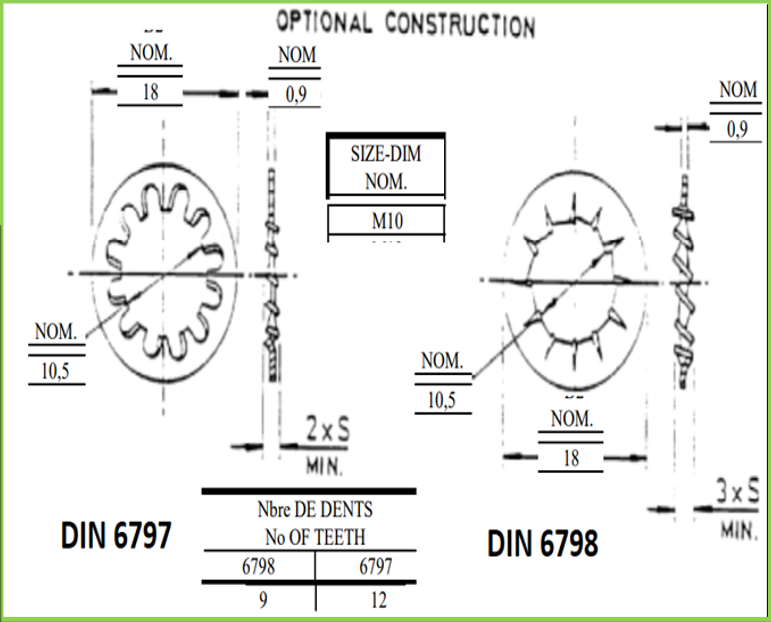 OPTIONAL CONSTRUCTION
NOM.
18
NOM
0,9
NOM
0,9
SIZE-DIM
NOM.
M10
NOM.
10,5
NOM.
10,5
NOM.
18
2xS
MIN.
3xS
MIN.
DIN 6797
DIN 6798
Nbre DE DENTS
No OF TEETH
6798 6797
9 12